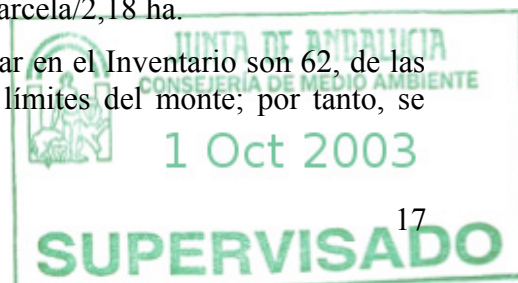 arcela/2,18 ha.
ar en el Inventario son 62, de las
límites del monte; por tanto, se
JUNTA DE ANDALUCIA
CONSEJERÍA DE MEDIO AMBIENTE
1 Oct 2003
17
SUPERVISADO